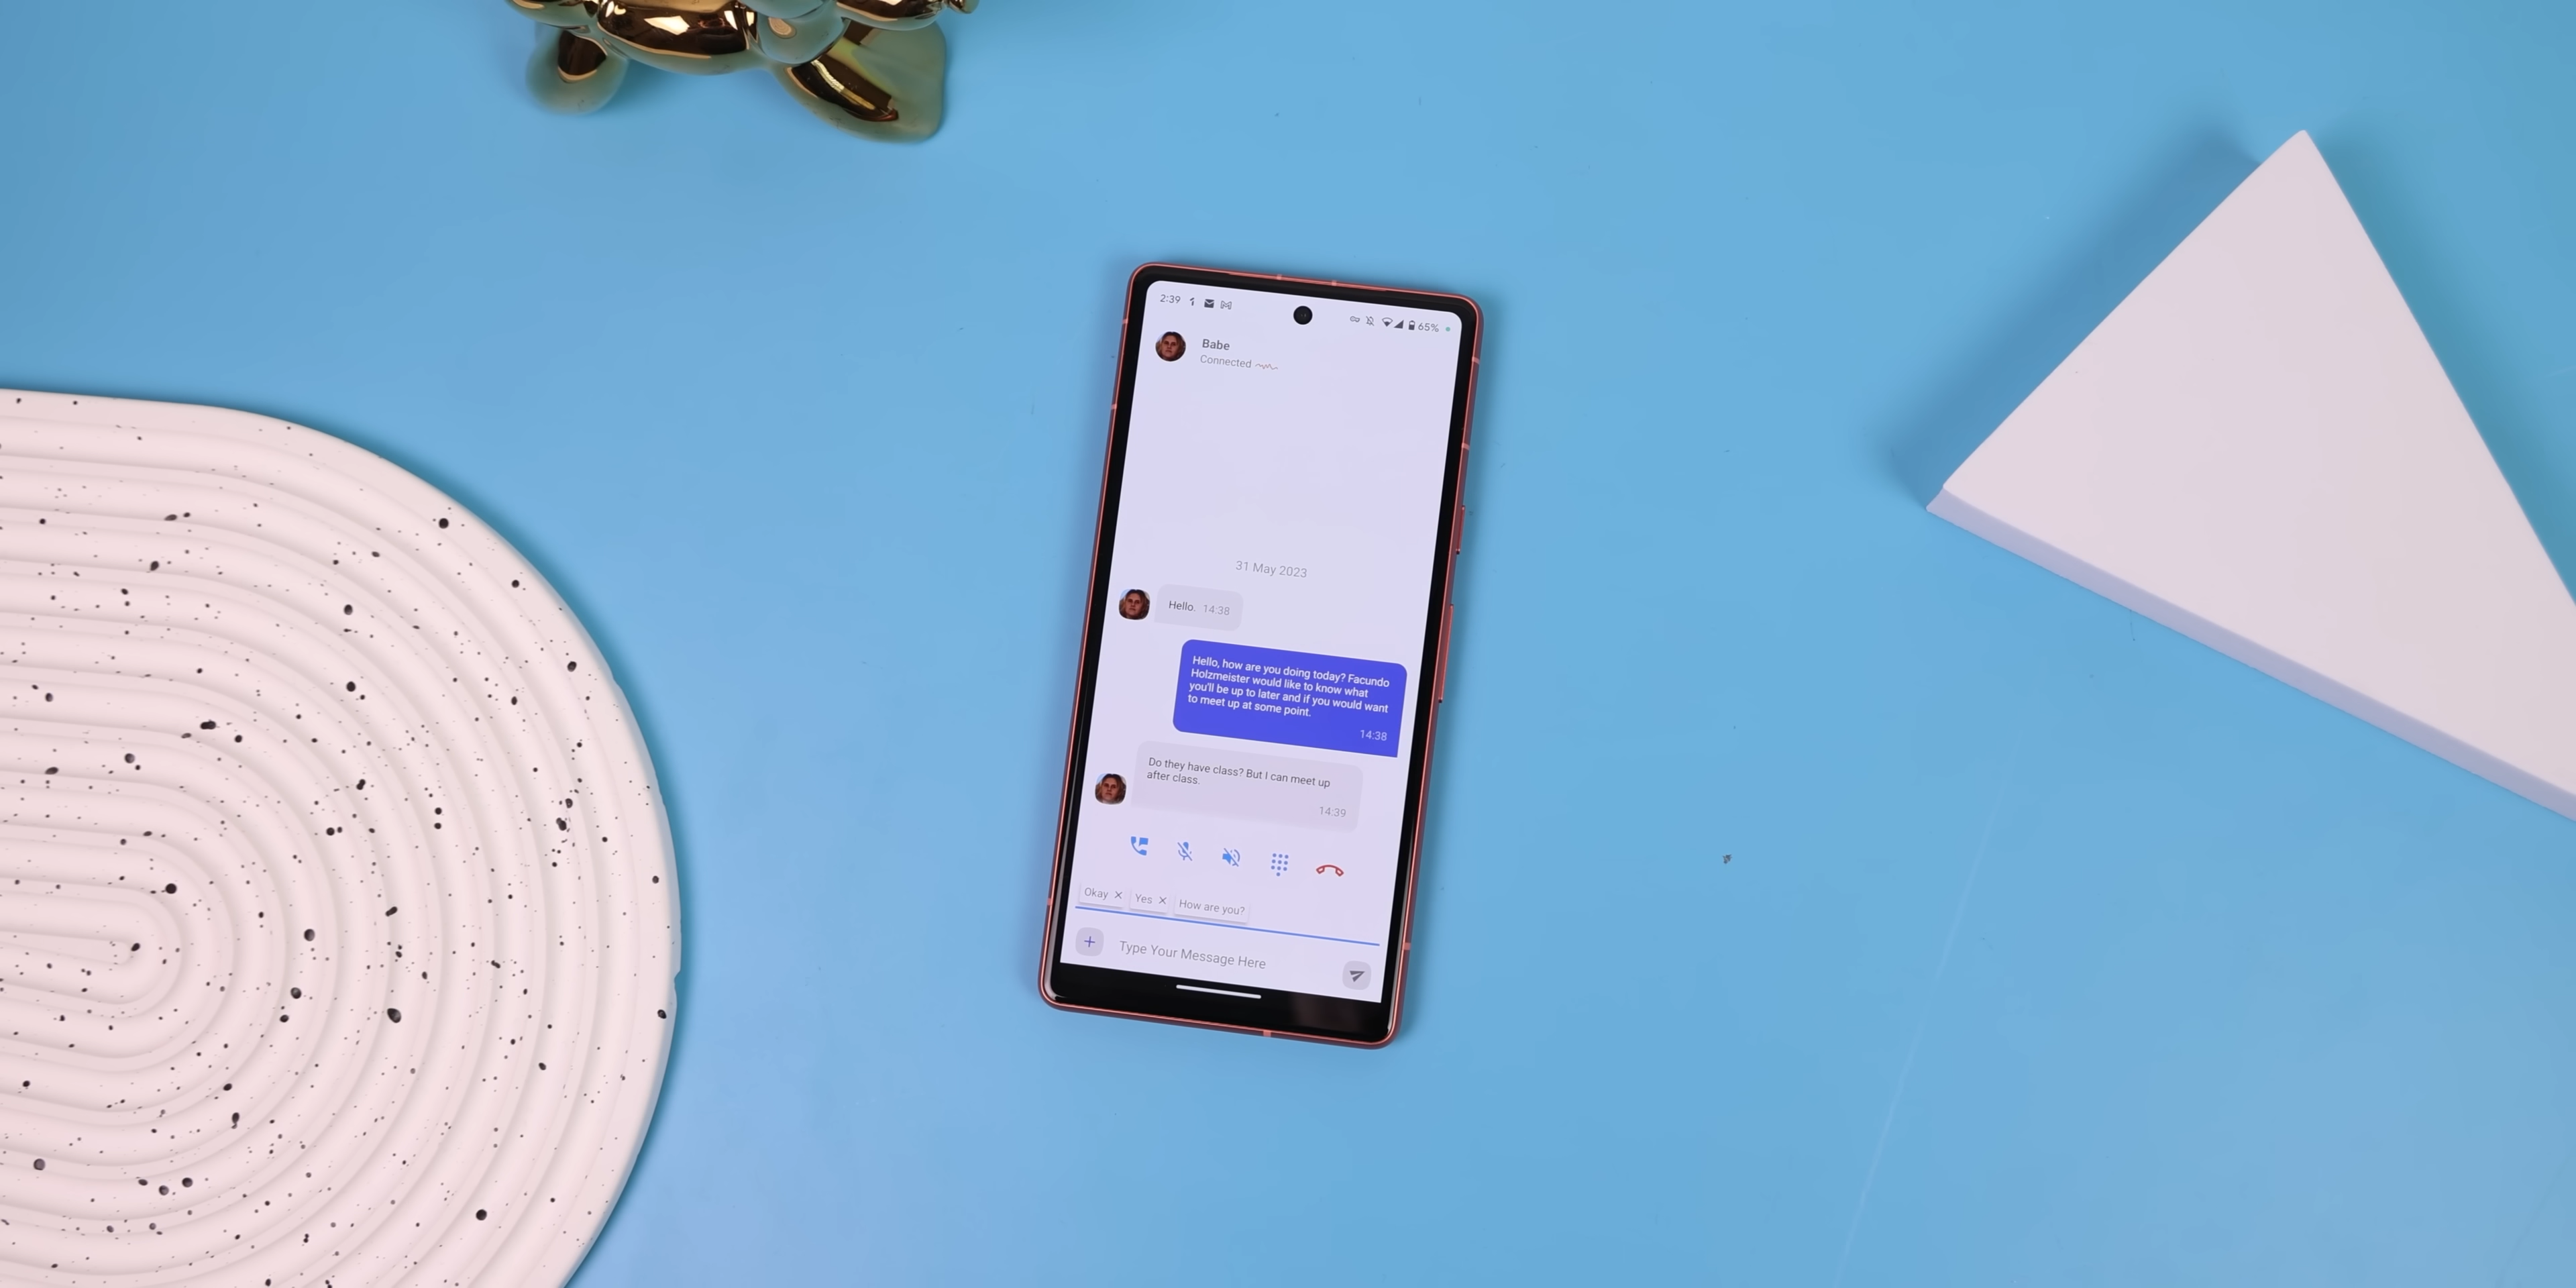 2:39
65%
Babe
Connected
31 May 2023
Hello. 14:38
Hello, how are you doing today? Facundo
Holzmeister would like to know what
you'll be up to later and if you would want
to meet up at some point.
14:38
Do they have class? But I can meet up
after class.
14:39
Okay ✕ Yes ✕ How are you?
+ Type Your Message Here